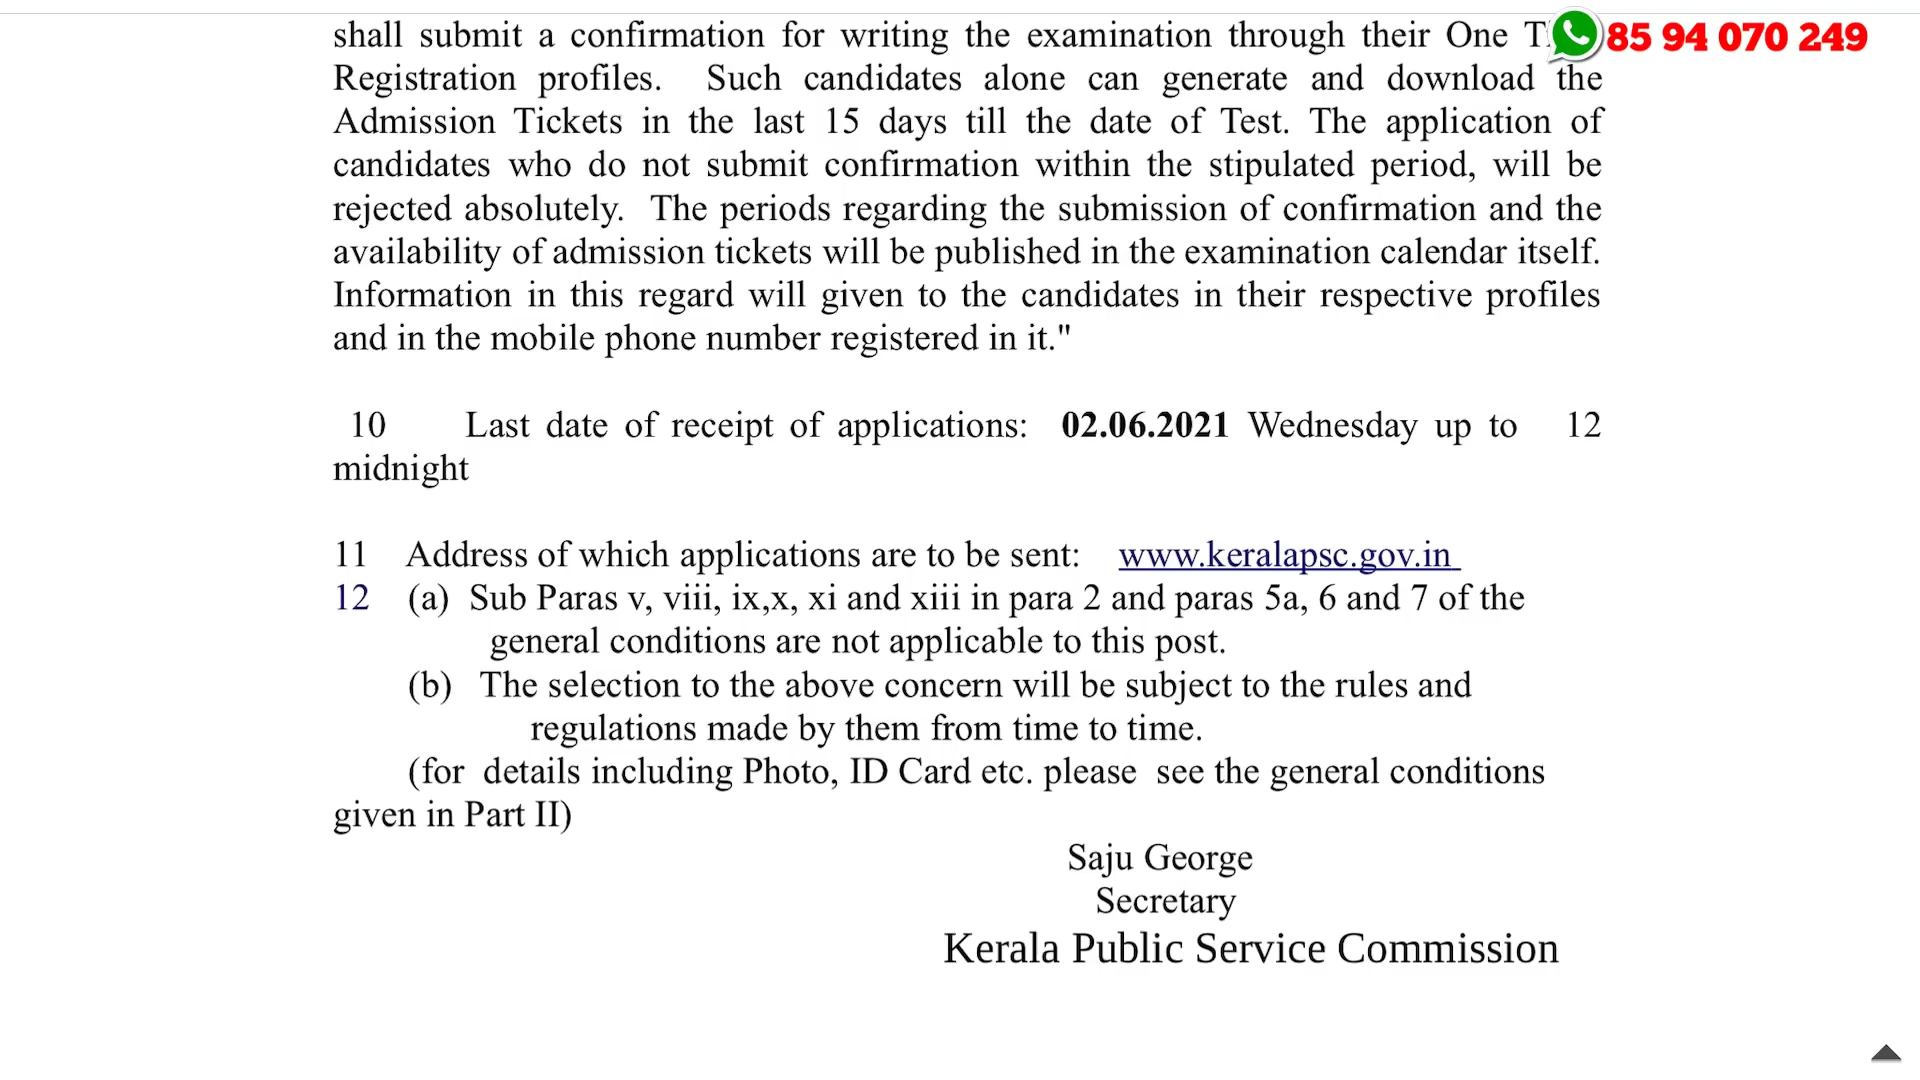 shall submit a confirmation for writing the examination through their One
85 94 070 249
Registration profiles. Such candidates alone can generate and download the
Admission Tickets in the last 15 days till the date of Test. The application of
candidates who do not submit confirmation within the stipulated period, will be
rejected absolutely. The periods regarding the submission of confirmation and the
availability of admission tickets will be published in the examination calendar itself.
Information in this regard will given to the candidates in their respective profiles
and in the mobile phone number registered in it."
10 Last date of receipt of applications: 02.06.2021 Wednesday up to 12
midnight
11 Address of which applications are to be sent: www.keralapsc.gov.in
12 (a) Sub Paras v, viii, ix,x, xi and xiii in para 2 and paras 5a, 6 and 7 of the
general conditions are not applicable to this post.
(b) The selection to the above concern will be subject to the rules and
regulations made by them from time to time.
(for details including Photo, ID Card etc. please see the general conditions
given in Part II)
Saju George
Secretary
Kerala Public Service Commission